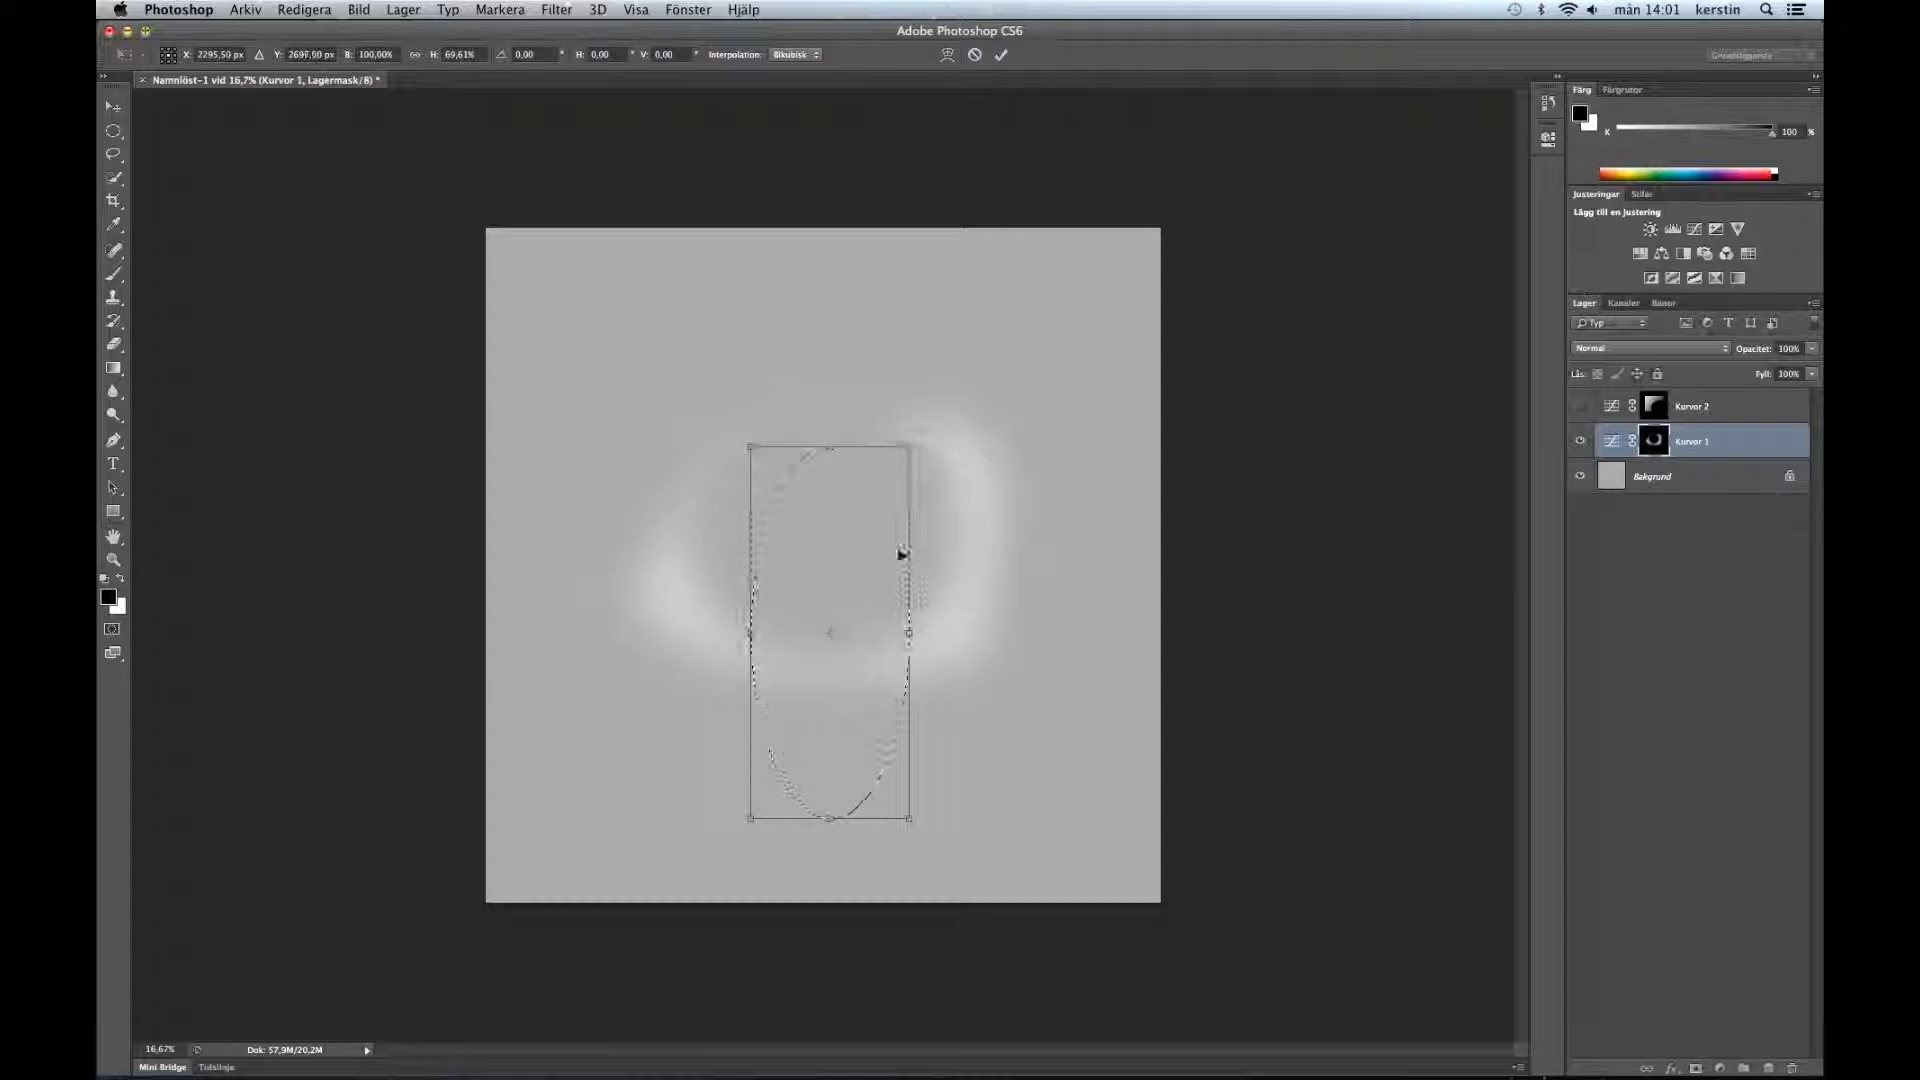 Photoshop Arkiv Redigera Bild Lager Typ Markera Filter 3D Visa Fönster Hjälp mån 14:01 kerstin
Adobe Photoshop CS6
X: 2295,50 px Y: 2697,00 px B: 100,00% H: 69,61% 0,00 ° H: 0,00 ° V: 0,00 ° Interpolation: Bikubisk Grundläggande
× Namnlöst-1 vid 16,7% (Kurvor 1, Lagermask/8) *
Färg Färgrutor
K 100 %
Justeringar Stilar
Lägg till en justering
Lager Kanaler Banor
Typ
Normal Opacitet: 100%
Lås: Fyll: 100%
Kurvor 2
Kurvor 1
Bakgrund
16,67% Dok: 57,9M/20,2M
Mini Bridge Tidslinje